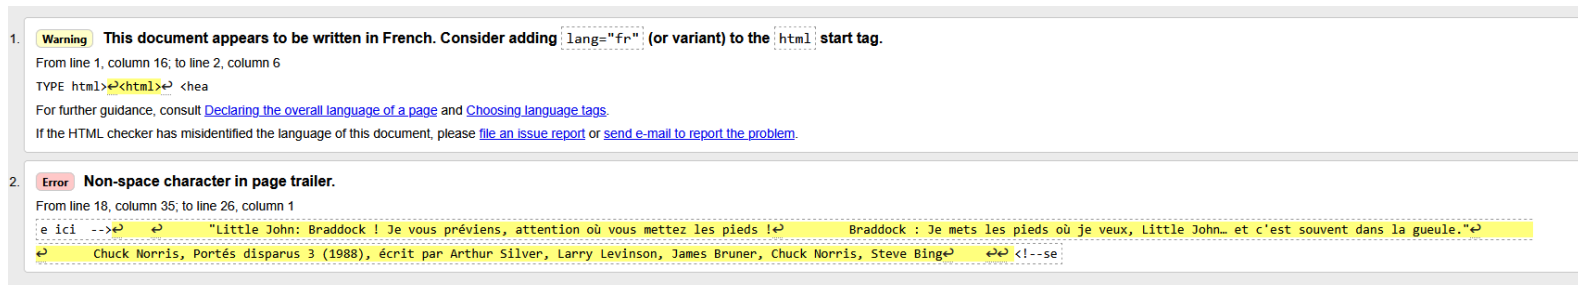 1. Warning This document appears to be written in French. Consider adding lang="fr" (or variant) to the html start tag.
From line 1, column 16; to line 2, column 6
TYPE html>↩<html>↩ <hea
For further guidance, consult Declaring the overall language of a page and Choosing language tags.
If the HTML checker has misidentified the language of this document, please file an issue report or send e-mail to report the problem.
2. Error Non-space character in page trailer.
From line 18, column 35; to line 26, column 1
e ici -->↩ ↩ "Little John: Braddock ! Je vous préviens, attention où vous mettez les pieds !↩ Braddock : Je mets les pieds où je veux, Little John… et c'est souvent dans la gueule."↩
↩ Chuck Norris, Portés disparus 3 (1988), écrit par Arthur Silver, Larry Levinson, James Bruner, Chuck Norris, Steve Bing↩ ↩↩ <!--se